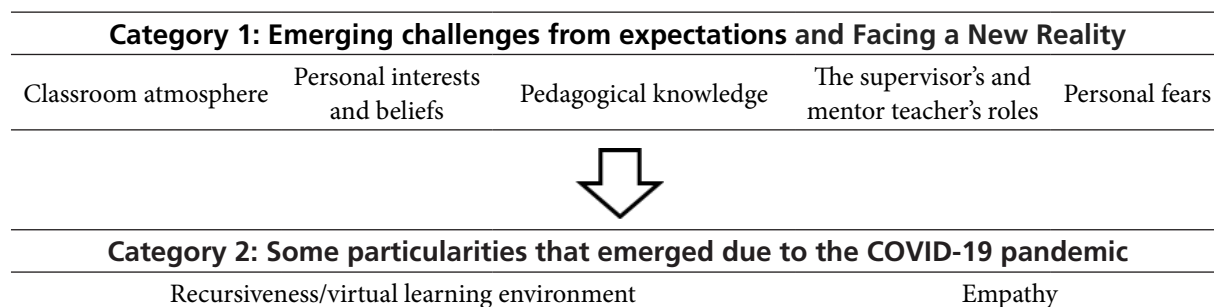 Category 1: Emerging challenges from expectations and Facing a New Reality
Classroom atmosphere
Personal interests
and beliefs
Pedagogical knowledge
The supervisor's and
mentor teacher's roles
Personal fears
Category 2: Some particularities that emerged due to the COVID-19 pandemic
Recursiveness/virtual learning environment
Empathy